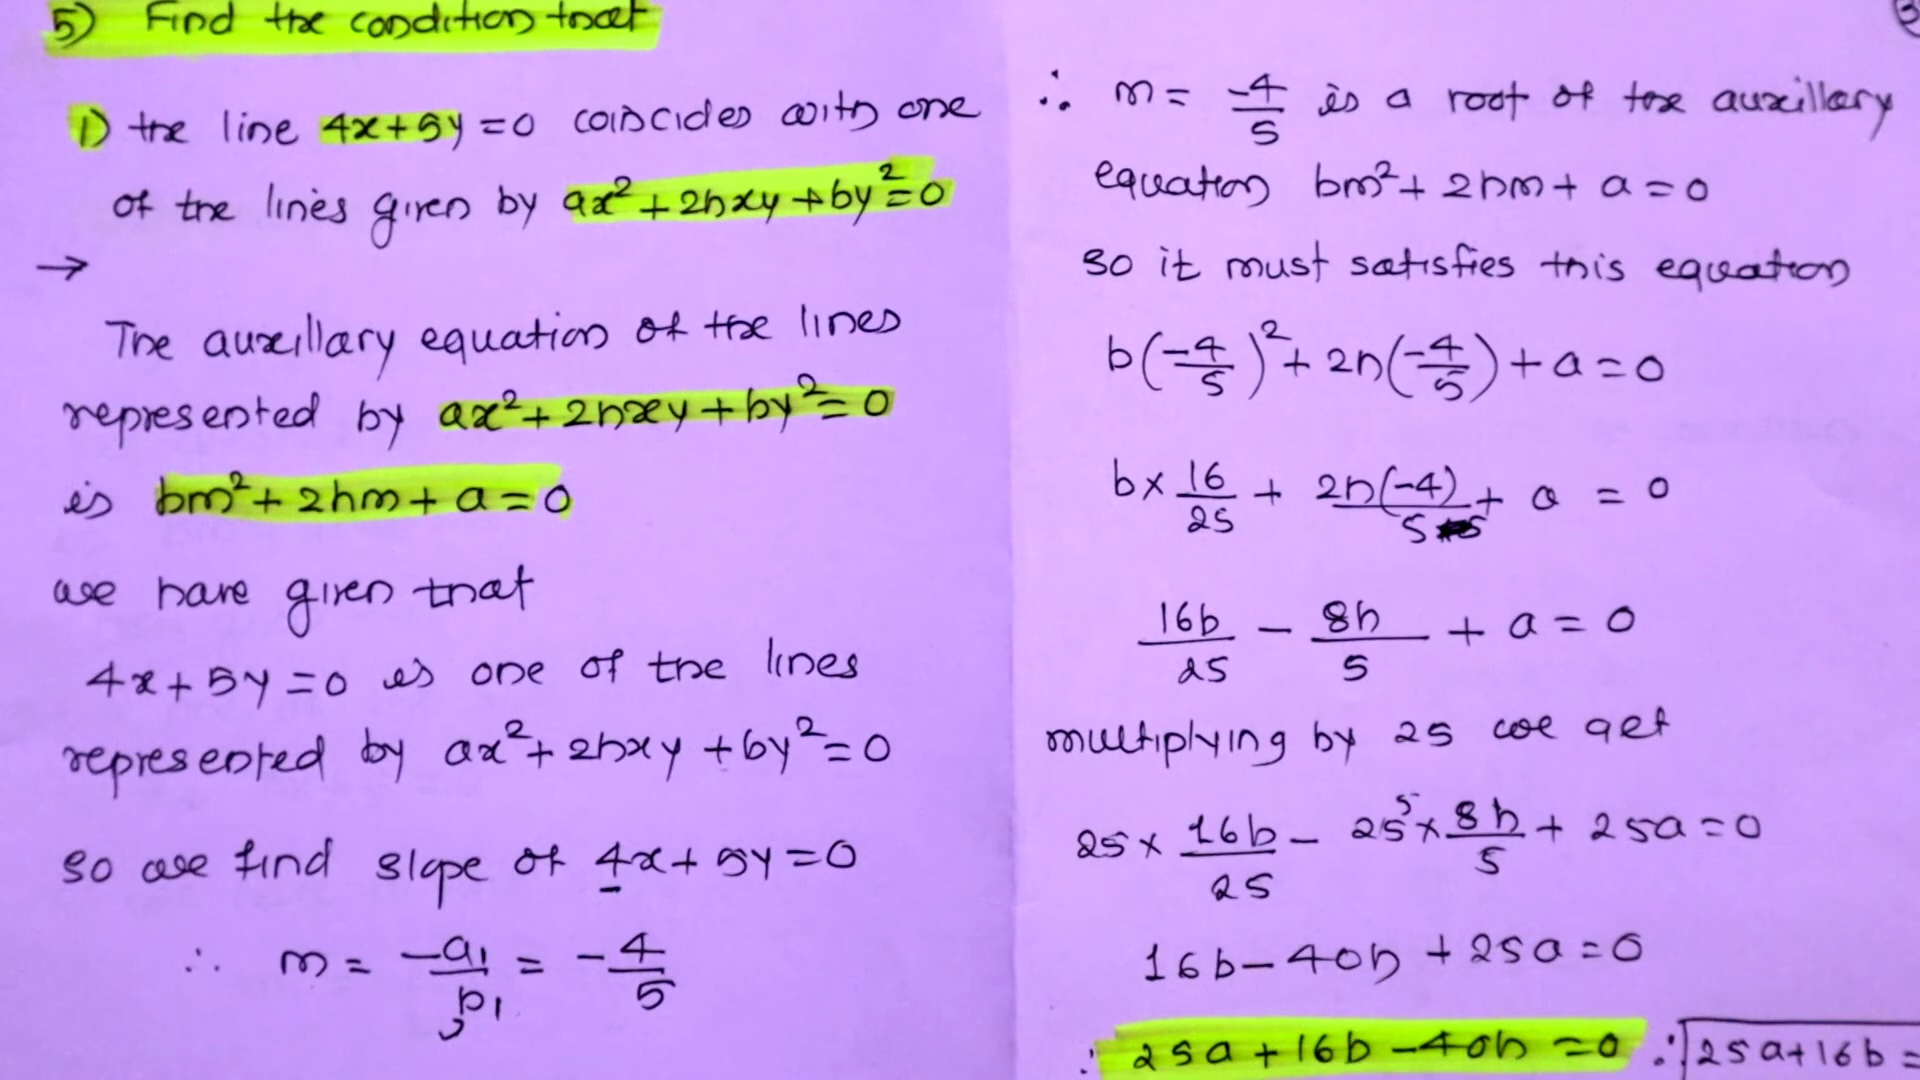 5) Find the condition that
1) the line 4x+5y=0 coincides with one
of the lines given by ax²+2hxy+by²=0
→
The auxillary equation of the lines
represented by ax²+2hxy+by²=0
is bm²+2hm+a=0
we have given that
4x+5y=0 is one of the lines
represented by ax²+2hxy+by²=0
so we find slope of 4x+5y=0
∴ m = -a₁/b₁ = -4/5
∴ m = -4/5 is a root of the auxillary
equation bm²+2hm+a=0
so it must satisfies this equation
b(-4/5)²+2h(-4/5)+a=0
b×16/25 + 2h(-4)/5 + a = 0
16b/25 - 8h/5 + a = 0
multiplying by 25 we get
25×16b/25 - 25⁵×8h/5 + 25a=0
16b-40h+25a=0
∴ 25a+16b-40h=0 ∴ 25a+16b=